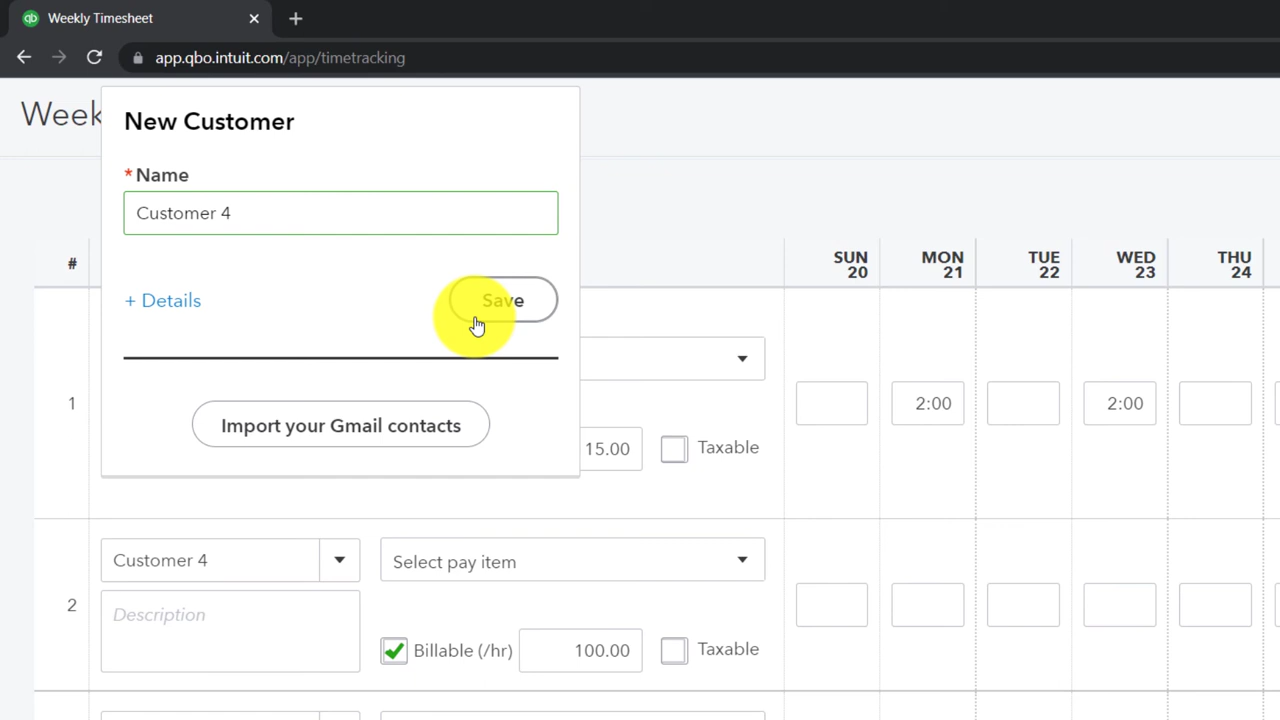 qb Weekly Timesheet
app.qbo.intuit.com/app/timetracking
Week
New Customer
* Name
Customer 4
+ Details
Save
Import your Gmail contacts
#
SUN
20
MON
21
TUE
22
WED
23
THU
24
1
2:00
2:00
15.00
Taxable
2
Customer 4
Select pay item
Description
Billable (/hr)
100.00
Taxable